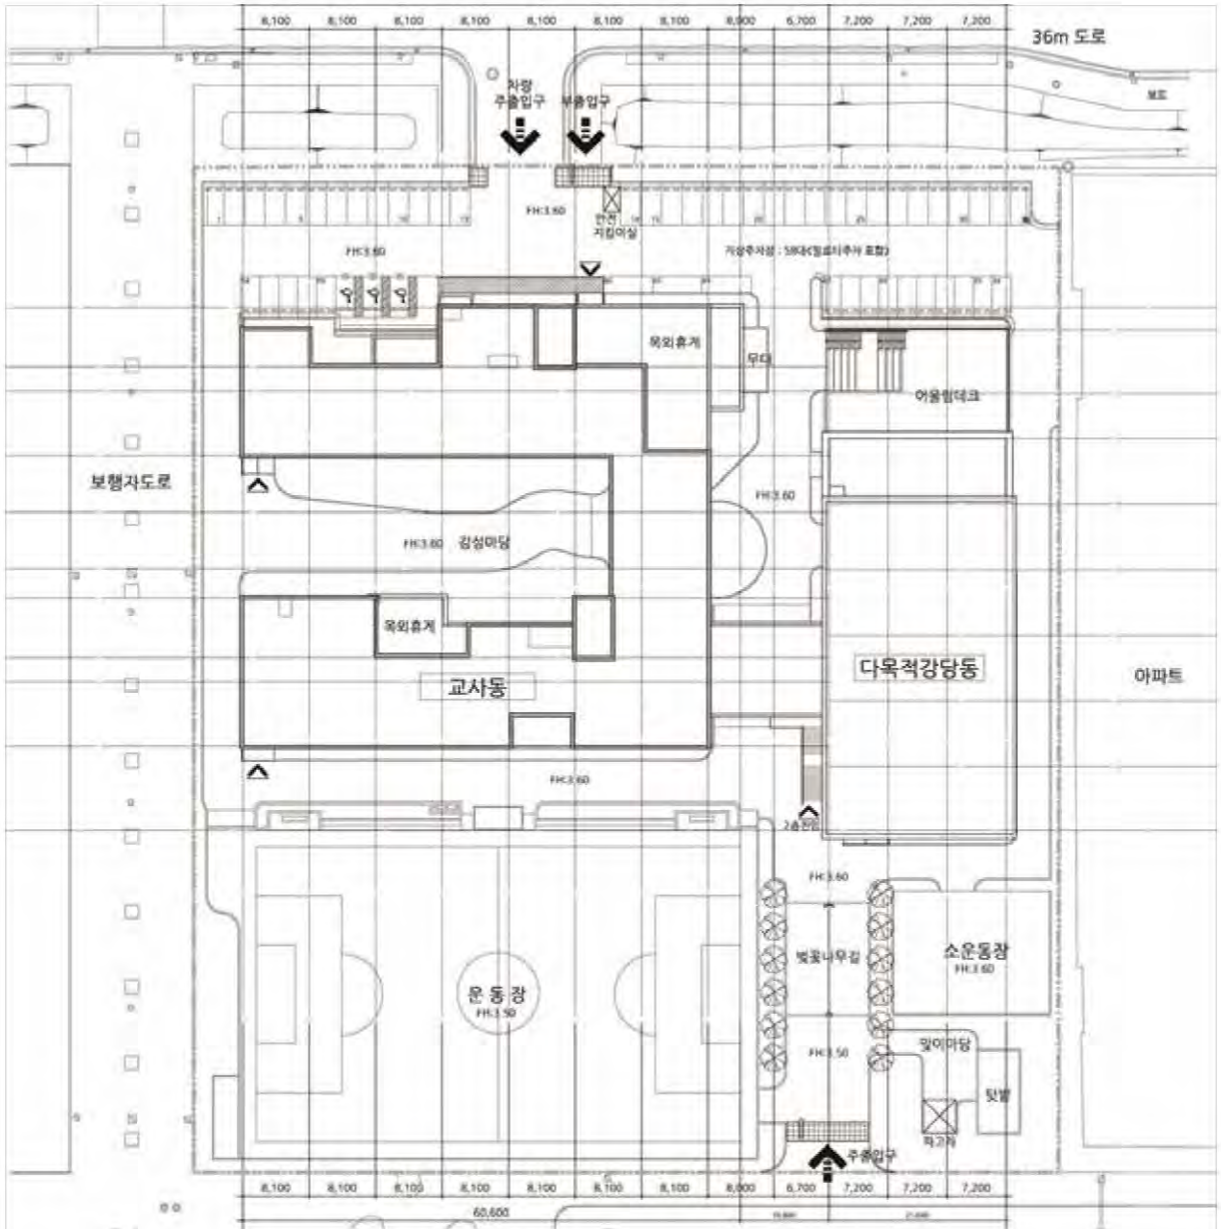 8,100 8,100 8,100 8,100 8,100 8,100 8,100 8,000 6,700 7,200 7,200 7,200
36m 도로
차량
주출입구
부출입구
보도
FH:3.60
안전
지킴이실
FH:3.60
옥외휴게
무대
어울림데크
보행자도로
FH:3.60
FH:3.60 감성마당
옥외휴게
교사동
다목적강당동
아파트
FH:3.60
FH:3.60
벚꽃나무길
소운동장
FH:3.60
운동장
FH:3.50
FH:3.50
맞이마당
텃밭
파고라
주출입구
8,100 8,100 8,100 8,100 8,100 8,100 8,100 8,000 6,700 7,200 7,200 7,200
60,600